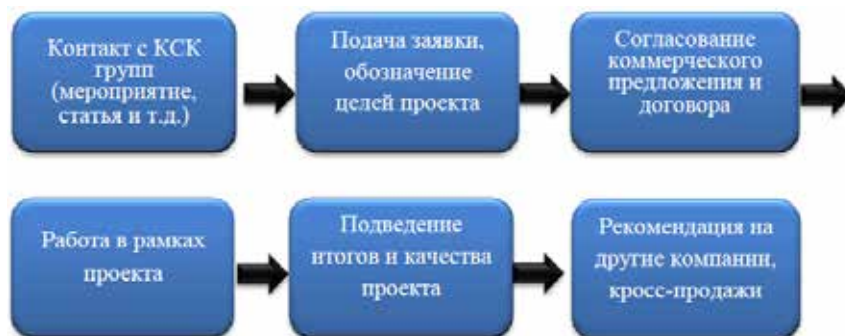 Контакт с КСК
групп
(мероприятие,
статья и т.д.)
Подача заявки,
обозначение
целей проекта
Согласование
коммерческого
предложения и
договора
Работа в рамках
проекта
Подведение
итогов и качества
проекта
Рекомендация на
другие компании,
кросс-продажи